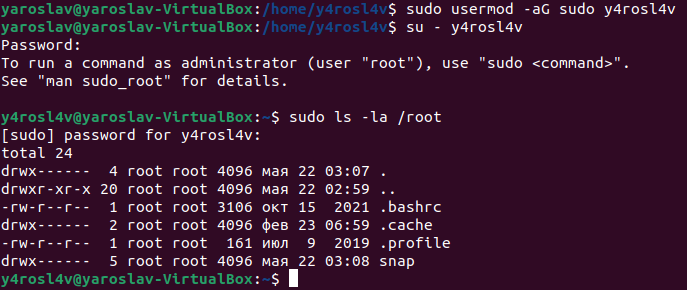 yaroslav@yaroslav-VirtualBox:/home/y4rosl4v$ sudo usermod -aG sudo y4rosl4v
yaroslav@yaroslav-VirtualBox:/home/y4rosl4v$ su - y4rosl4v
Password:
To run a command as administrator (user "root"), use "sudo <command>".
See "man sudo_root" for details.
y4rosl4v@yaroslav-VirtualBox:~$ sudo ls -la /root
[sudo] password for y4rosl4v:
total 24
drwx------  4 root root 4096 мая 22 03:07 .
drwxr-xr-x 20 root root 4096 мая 22 02:59 ..
-rw-r--r--  1 root root 3106 окт 15  2021 .bashrc
drwx------  2 root root 4096 фев 23 06:59 .cache
-rw-r--r--  1 root root  161 июл  9  2019 .profile
drwx------  5 root root 4096 мая 22 03:08 snap
y4rosl4v@yaroslav-VirtualBox:~$